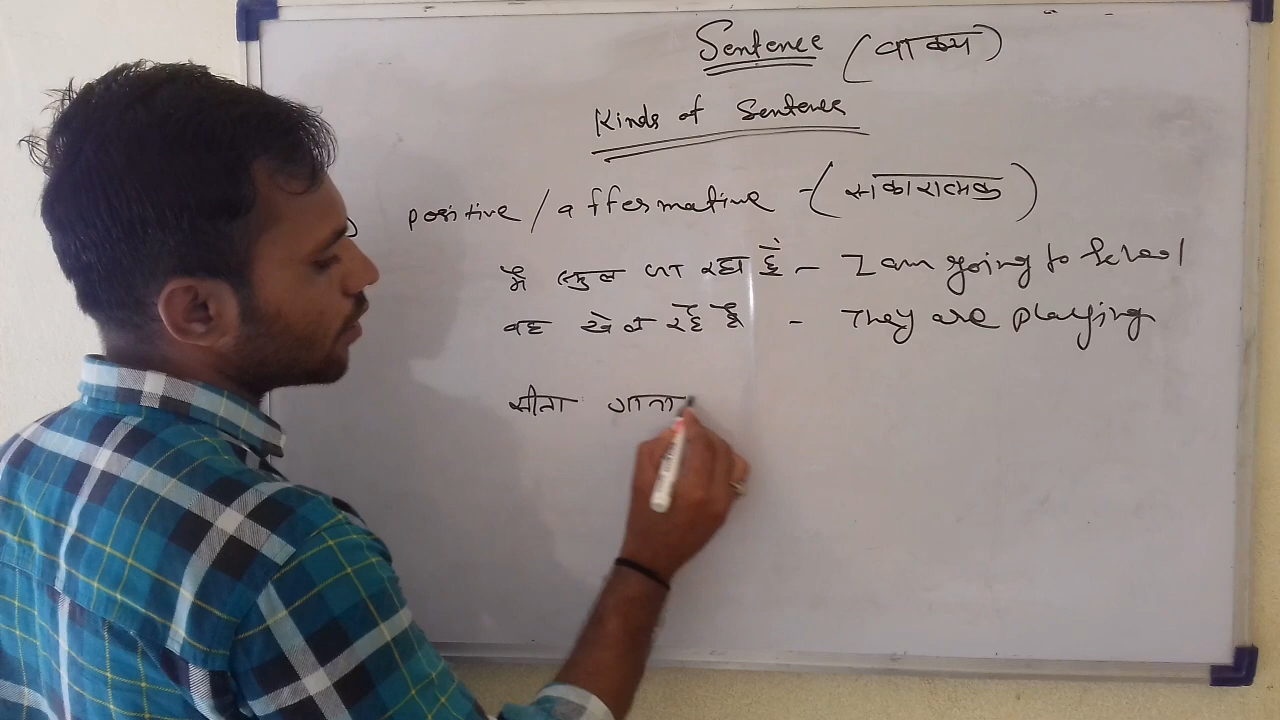 Sentence (वाक्य)
Kinds of Sentence
positive / affermative - (सकारात्मक)
मै स्कुल जा रहा हुं - I am going to School
वह खेल रहे है - They are playing
सीता गाना